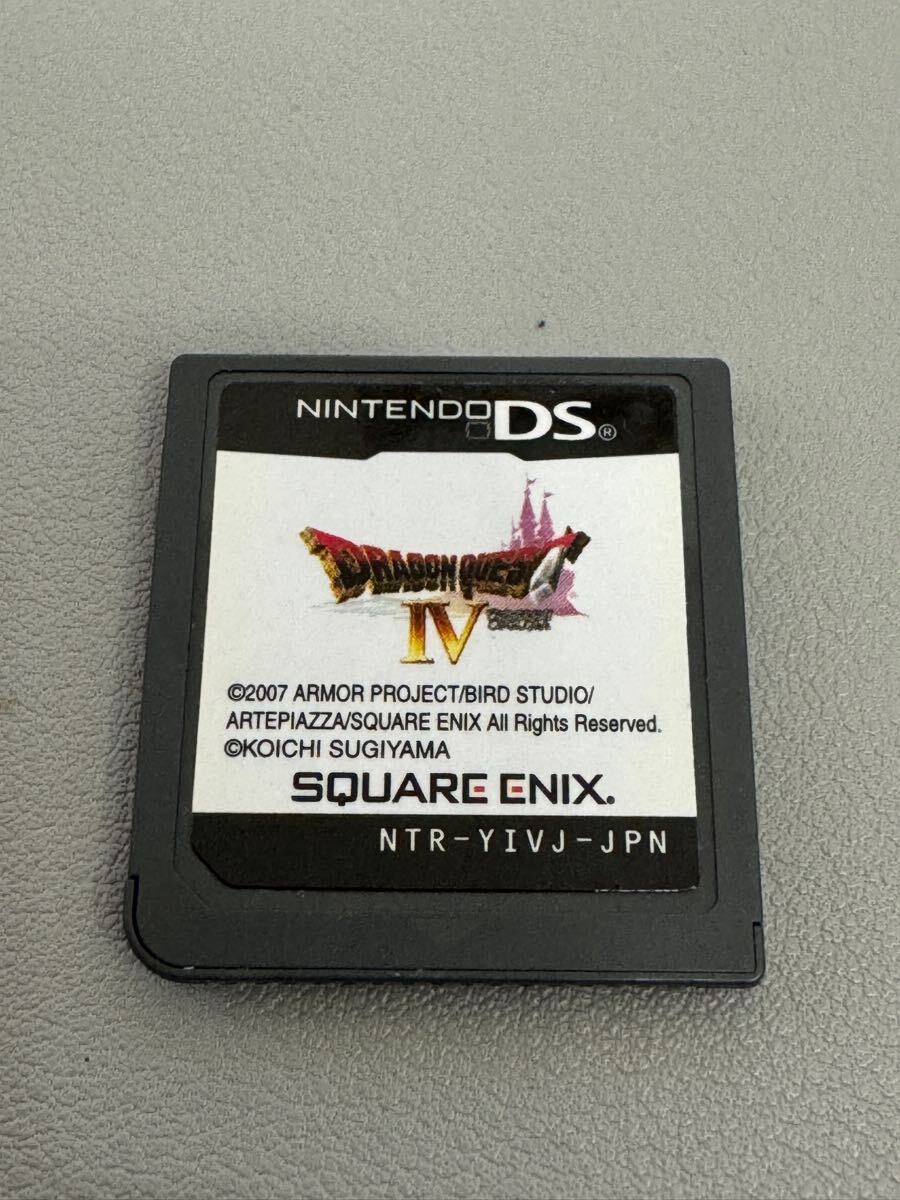 NINTENDO DS®
DRAGON QUEST
IV
©2007 ARMOR PROJECT/BIRD STUDIO/
ARTEPIAZZA/SQUARE ENIX All Rights Reserved.
©KOICHI SUGIYAMA
SQUARE ENIX.
NTR-YIVJ-JPN